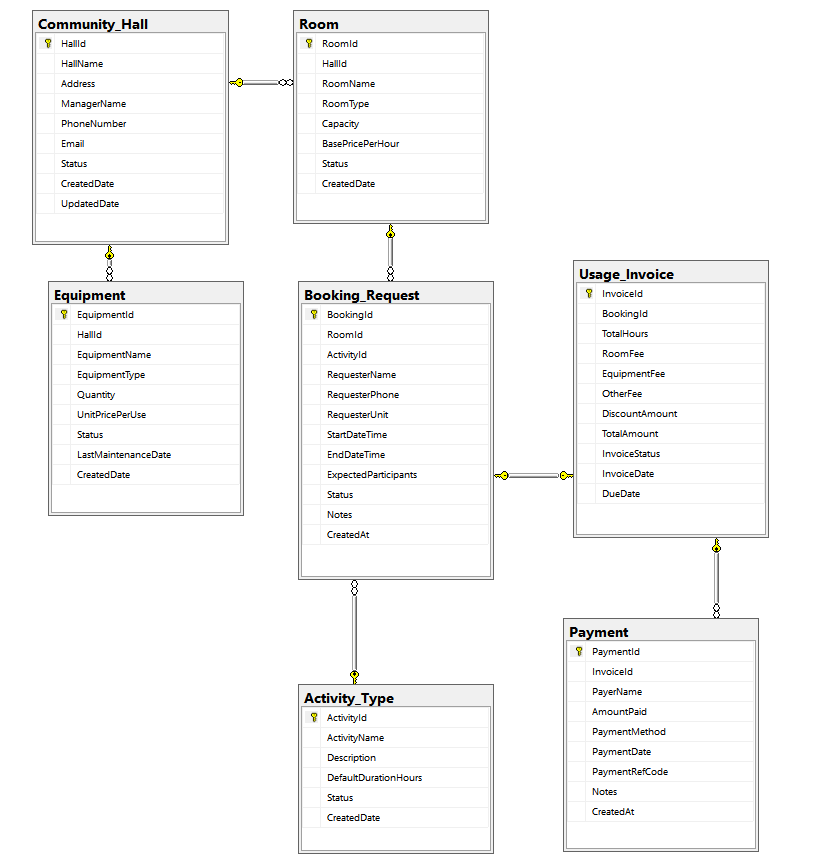 Community_Hall
HallId
HallName
Address
ManagerName
PhoneNumber
Email
Status
CreatedDate
UpdatedDate
Room
RoomId
HallId
RoomName
RoomType
Capacity
BasePricePerHour
Status
CreatedDate
Equipment
EquipmentId
HallId
EquipmentName
EquipmentType
Quantity
UnitPricePerUse
Status
LastMaintenanceDate
CreatedDate
Booking_Request
BookingId
RoomId
ActivityId
RequesterName
RequesterPhone
RequesterUnit
StartDateTime
EndDateTime
ExpectedParticipants
Status
Notes
CreatedAt
Usage_Invoice
InvoiceId
BookingId
TotalHours
RoomFee
EquipmentFee
OtherFee
DiscountAmount
TotalAmount
InvoiceStatus
InvoiceDate
DueDate
Activity_Type
ActivityId
ActivityName
Description
DefaultDurationHours
Status
CreatedDate
Payment
PaymentId
InvoiceId
PayerName
AmountPaid
PaymentMethod
PaymentDate
PaymentRefCode
Notes
CreatedAt